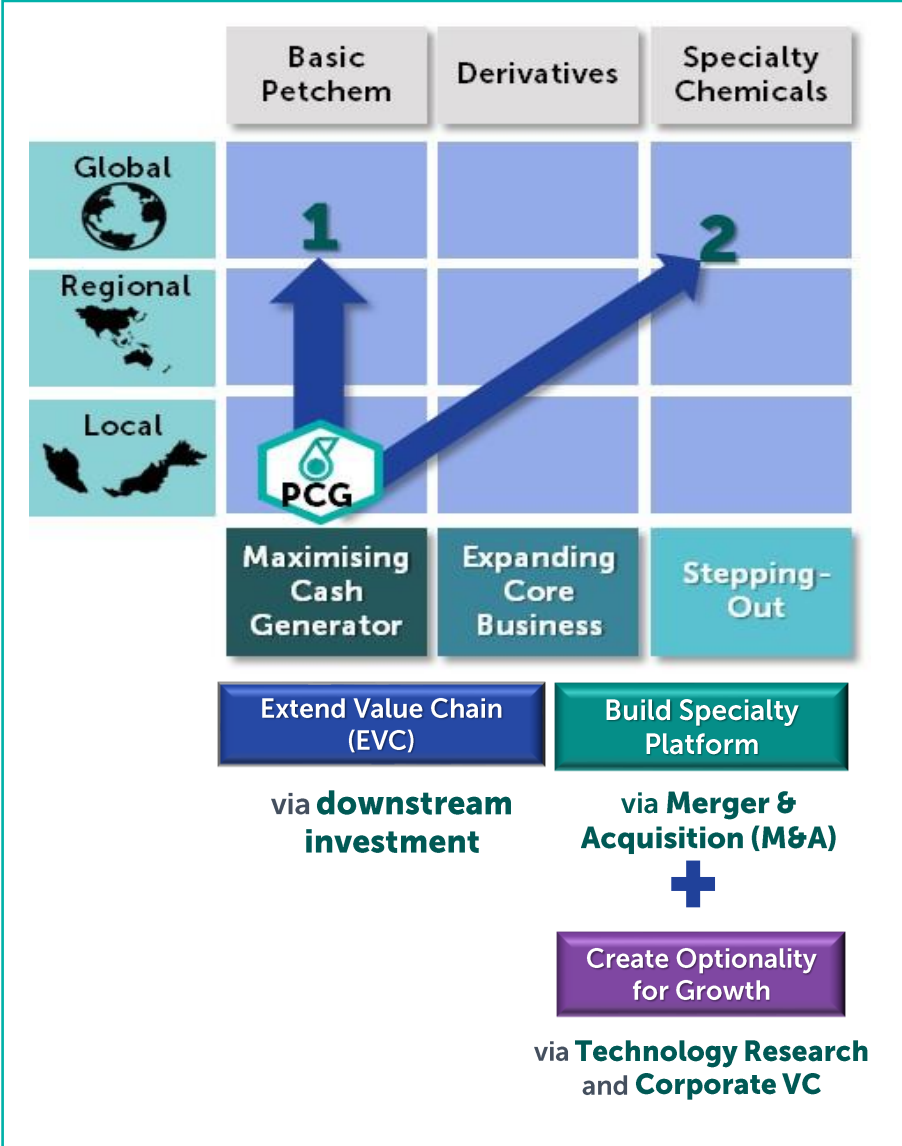 Basic
Petchem
Derivatives
Specialty
Chemicals
Global
1
2
Regional
Local
PCG
Maximising
Cash
Generator
Expanding
Core
Business
Stepping-
Out
Extend Value Chain
(EVC)
via downstream
investment
Build Specialty
Platform
via Merger &
Acquisition (M&A)
+
Create Optionality
for Growth
via Technology Research
and Corporate VC